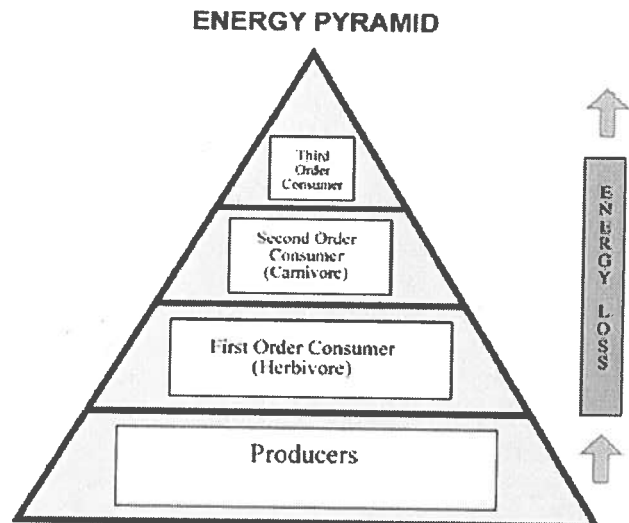 ENERGY PYRAMID
Third
Order
Consumer
Second Order
Consumer
(Carnivore)
First Order Consumer
(Herbivore)
Producers
ENERGY LOSS